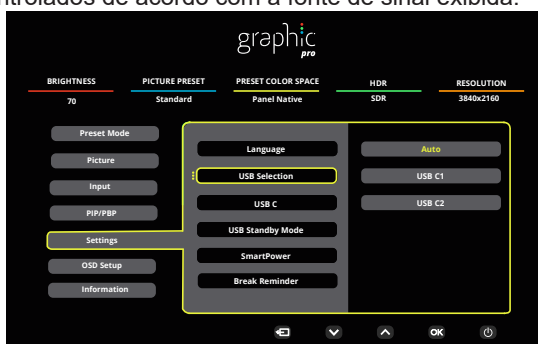 ntrolados de acordo com a fonte de sinal exibida.
graphic
pro
BRIGHTNESS PICTURE PRESET PRESET COLOR SPACE HDR RESOLUTION
70 Standard Panel Native SDR 3840x2160
Preset Mode
Picture
Input
PIP/PBP
Settings
OSD Setup
Information
Language
USB Selection
USB C
USB Standby Mode
SmartPower
Break Reminder
Auto
USB C1
USB C2
OK